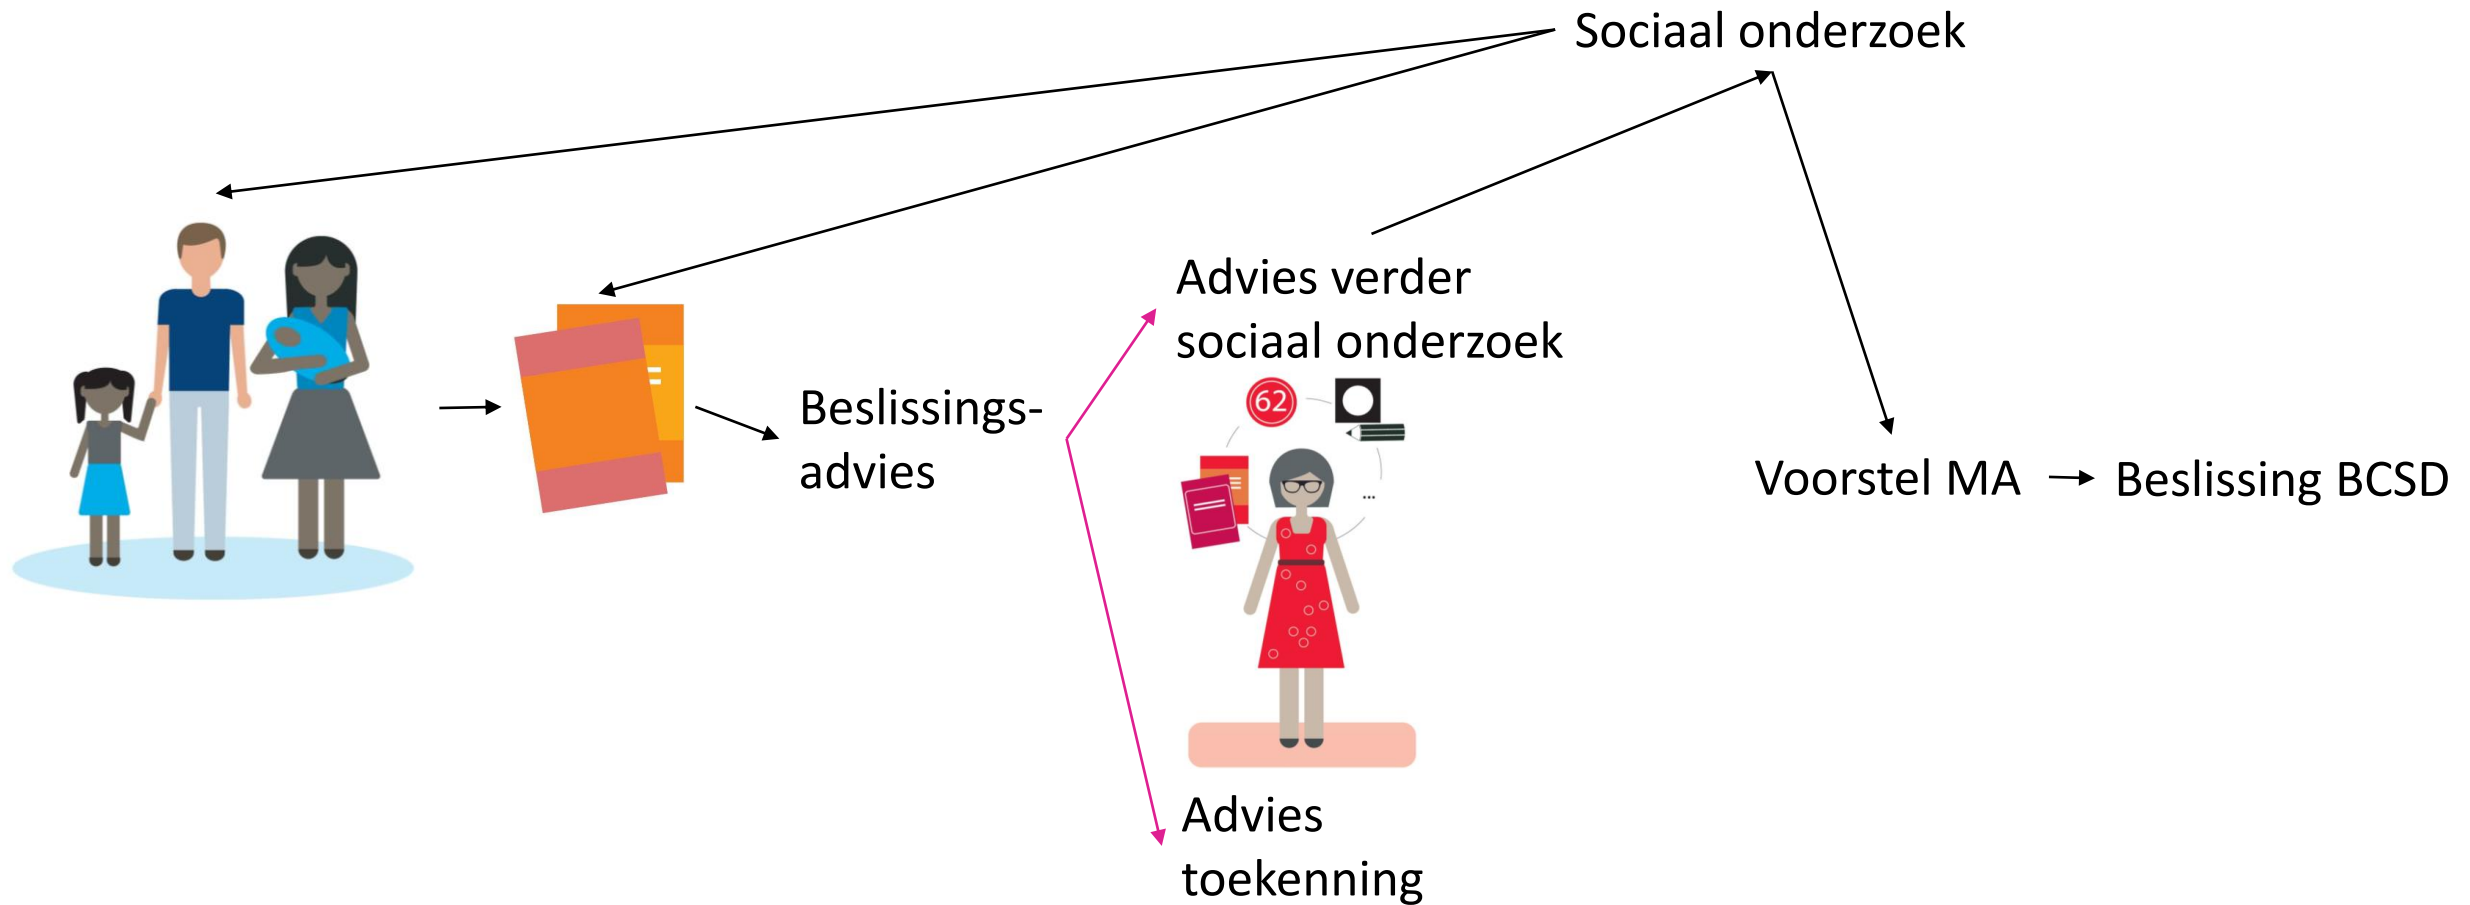 Sociaal onderzoek
Advies verder
sociaal onderzoek
Beslissings-
advies
62
...
Voorstel MA
Beslissing BCSD
Advies
toekenning